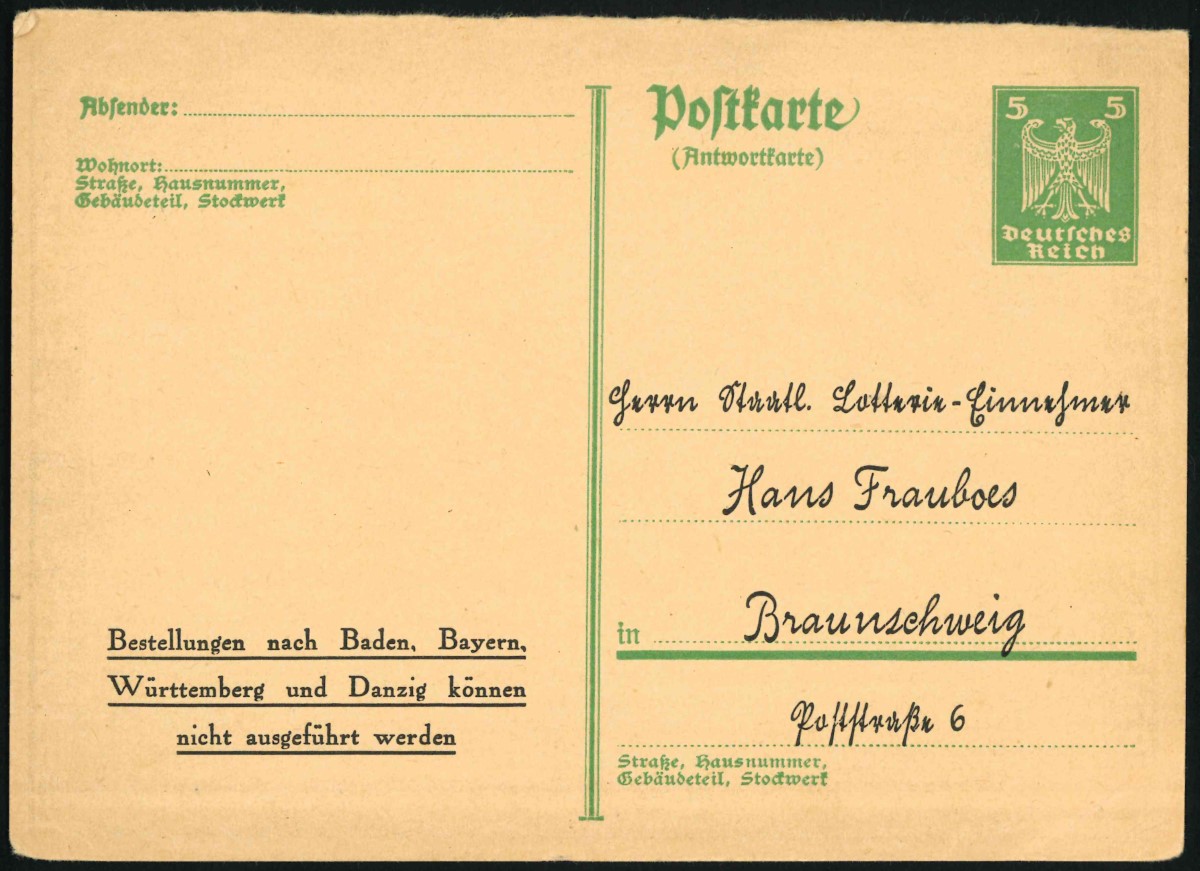 Absender:
Wohnort:
Straße, Hausnummer,
Gebäudeteil, Stockwerk
Bestellungen nach Baden, Bayern,
Württemberg und Danzig können
nicht ausgeführt werden
Postkarte
(Antwortkarte)
5 5
Deutsches
Reich
Herrn Staatl. Lotterie-Einnehmer
Hans Frauboes
in Braunschweig
Poststraße 6
Straße, Hausnummer,
Gebäudeteil, Stockwerk